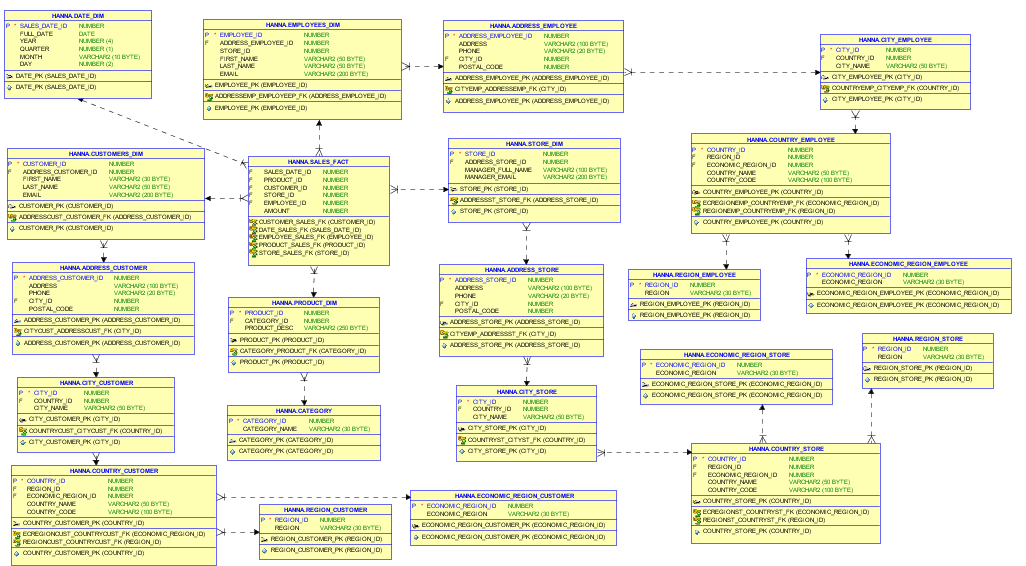 HANNA.DATE_DIM
P * SALES_DATE_ID NUMBER
FULL_DATE DATE
YEAR NUMBER (4)
QUARTER NUMBER (1)
MONTH VARCHAR2 (10 BYTE)
DAY NUMBER (2)
DATE_PK (SALES_DATE_ID)
DATE_PK (SALES_DATE_ID)
HANNA.EMPLOYEES_DIM
P * EMPLOYEE_ID NUMBER
F ADDRESS_EMPLOYEE_ID NUMBER
STORE_ID NUMBER
FIRST_NAME VARCHAR2 (50 BYTE)
LAST_NAME VARCHAR2 (50 BYTE)
EMAIL VARCHAR2 (200 BYTE)
EMPLOYEE_PK (EMPLOYEE_ID)
ADDRESSEMP_EMPLOYEE_FK (ADDRESS_EMPLOYEE_ID)
EMPLOYEE_PK (EMPLOYEE_ID)
HANNA.ADDRESS_EMPLOYEE
P * ADDRESS_EMPLOYEE_ID NUMBER
ADDRESS VARCHAR2 (100 BYTE)
PHONE VARCHAR2 (20 BYTE)
F CITY_ID NUMBER
POSTAL_CODE NUMBER
ADDRESS_EMPLOYEE_PK (ADDRESS_EMPLOYEE_ID)
CITYEMP_ADDRESSEMP_FK (CITY_ID)
ADDRESS_EMPLOYEE_PK (ADDRESS_EMPLOYEE_ID)
HANNA.CITY_EMPLOYEE
P * CITY_ID NUMBER
F COUNTRY_ID NUMBER
CITY_NAME VARCHAR2 (50 BYTE)
CITY_EMPLOYEE_PK (CITY_ID)
COUNTRYEMP_CITYEMP_FK (COUNTRY_ID)
CITY_EMPLOYEE_PK (CITY_ID)
HANNA.CUSTOMERS_DIM
P * CUSTOMER_ID NUMBER
F ADDRESS_CUSTOMER_ID NUMBER
FIRST_NAME VARCHAR2 (30 BYTE)
LAST_NAME VARCHAR2 (50 BYTE)
EMAIL VARCHAR2 (200 BYTE)
CUSTOMER_PK (CUSTOMER_ID)
ADDRESSCUST_CUSTOMER_FK (ADDRESS_CUSTOMER_ID)
CUSTOMER_PK (CUSTOMER_ID)
HANNA.SALES_FACT
F SALES_DATE_ID NUMBER
F PRODUCT_ID NUMBER
F CUSTOMER_ID NUMBER
F STORE_ID NUMBER
F EMPLOYEE_ID NUMBER
AMOUNT NUMBER
CUSTOMER_SALES_FK (CUSTOMER_ID)
DATE_SALES_FK (SALES_DATE_ID)
EMPLOYEE_SALES_FK (EMPLOYEE_ID)
PRODUCT_SALES_FK (PRODUCT_ID)
STORE_SALES_FK (STORE_ID)
HANNA.STORE_DIM
P * STORE_ID NUMBER
F ADDRESS_STORE_ID NUMBER
MANAGER_FULL_NAME VARCHAR2 (100 BYTE)
MANAGER_EMAIL VARCHAR2 (200 BYTE)
STORE_PK (STORE_ID)
ADDRESSST_STORE_FK (ADDRESS_STORE_ID)
STORE_PK (STORE_ID)
HANNA.COUNTRY_EMPLOYEE
P * COUNTRY_ID NUMBER
F REGION_ID NUMBER
F ECONOMIC_REGION_ID NUMBER
COUNTRY_NAME VARCHAR2 (50 BYTE)
COUNTRY_CODE VARCHAR2 (100 BYTE)
COUNTRY_EMPLOYEE_PK (COUNTRY_ID)
ECREGIONEMP_COUNTRYEMP_FK (ECONOMIC_REGION_ID)
REGIONEMP_COUNTRYEMP_FK (REGION_ID)
COUNTRY_EMPLOYEE_PK (COUNTRY_ID)
HANNA.ADDRESS_CUSTOMER
P * ADDRESS_CUSTOMER_ID NUMBER
ADDRESS VARCHAR2 (100 BYTE)
PHONE VARCHAR2 (20 BYTE)
F CITY_ID NUMBER
POSTAL_CODE NUMBER
ADDRESS_CUSTOMER_PK (ADDRESS_CUSTOMER_ID)
CITYCUST_ADDRESSCUST_FK (CITY_ID)
ADDRESS_CUSTOMER_PK (ADDRESS_CUSTOMER_ID)
HANNA.PRODUCT_DIM
P * PRODUCT_ID NUMBER
F CATEGORY_ID NUMBER
PRODUCT_DESC VARCHAR2 (250 BYTE)
PRODUCT_PK (PRODUCT_ID)
CATEGORY_PRODUCT_FK (CATEGORY_ID)
PRODUCT_PK (PRODUCT_ID)
HANNA.ADDRESS_STORE
P * ADDRESS_STORE_ID NUMBER
ADDRESS VARCHAR2 (100 BYTE)
PHONE VARCHAR2 (20 BYTE)
F CITY_ID NUMBER
POSTAL_CODE NUMBER
ADDRESS_STORE_PK (ADDRESS_STORE_ID)
CITYEMP_ADDRESSST_FK (CITY_ID)
ADDRESS_STORE_PK (ADDRESS_STORE_ID)
HANNA.REGION_EMPLOYEE
P * REGION_ID NUMBER
REGION VARCHAR2 (30 BYTE)
REGION_EMPLOYEE_PK (REGION_ID)
REGION_EMPLOYEE_PK (REGION_ID)
HANNA.ECONOMIC_REGION_EMPLOYEE
P * ECONOMIC_REGION_ID NUMBER
ECONOMIC_REGION VARCHAR2 (30 BYTE)
ECONOMIC_REGION_EMPLOYEE_PK (ECONOMIC_REGION_ID)
ECONOMIC_REGION_EMPLOYEE_PK (ECONOMIC_REGION_ID)
HANNA.ECONOMIC_REGION_STORE
P * ECONOMIC_REGION_ID NUMBER
ECONOMIC_REGION VARCHAR2 (30 BYTE)
ECONOMIC_REGION_STORE_PK (ECONOMIC_REGION_ID)
ECONOMIC_REGION_STORE_PK (ECONOMIC_REGION_ID)
HANNA.REGION_STORE
P * REGION_ID NUMBER
REGION VARCHAR2 (30 BYTE)
REGION_STORE_PK (REGION_ID)
REGION_STORE_PK (REGION_ID)
HANNA.CITY_CUSTOMER
P * CITY_ID NUMBER
F COUNTRY_ID NUMBER
CITY_NAME VARCHAR2 (50 BYTE)
CITY_CUSTOMER_PK (CITY_ID)
COUNTRYCUST_CITYCUST_FK (COUNTRY_ID)
CITY_CUSTOMER_PK (CITY_ID)
HANNA.CATEGORY
P * CATEGORY_ID NUMBER
CATEGORY_NAME VARCHAR2 (30 BYTE)
CATEGORY_PK (CATEGORY_ID)
CATEGORY_PK (CATEGORY_ID)
HANNA.CITY_STORE
P * CITY_ID NUMBER
F COUNTRY_ID NUMBER
CITY_NAME VARCHAR2 (50 BYTE)
CITY_STORE_PK (CITY_ID)
COUNTRYST_CITYST_FK (COUNTRY_ID)
CITY_STORE_PK (CITY_ID)
HANNA.COUNTRY_STORE
P * COUNTRY_ID NUMBER
F REGION_ID NUMBER
F ECONOMIC_REGION_ID NUMBER
COUNTRY_NAME VARCHAR2 (50 BYTE)
COUNTRY_CODE VARCHAR2 (100 BYTE)
COUNTRY_STORE_PK (COUNTRY_ID)
ECREGIONST_COUNTRYST_FK (ECONOMIC_REGION_ID)
REGIONST_COUNTRYST_FK (REGION_ID)
COUNTRY_STORE_PK (COUNTRY_ID)
HANNA.COUNTRY_CUSTOMER
P * COUNTRY_ID NUMBER
F REGION_ID NUMBER
F ECONOMIC_REGION_ID NUMBER
COUNTRY_NAME VARCHAR2 (50 BYTE)
COUNTRY_CODE VARCHAR2 (100 BYTE)
COUNTRY_CUSTOMER_PK (COUNTRY_ID)
ECREGIONCUST_COUNTRYCUST_FK (ECONOMIC_REGION_ID)
REGIONCUST_COUNTRYCUST_FK (REGION_ID)
COUNTRY_CUSTOMER_PK (COUNTRY_ID)
HANNA.REGION_CUSTOMER
P * REGION_ID NUMBER
REGION VARCHAR2 (30 BYTE)
REGION_CUSTOMER_PK (REGION_ID)
REGION_CUSTOMER_PK (REGION_ID)
HANNA.ECONOMIC_REGION_CUSTOMER
P * ECONOMIC_REGION_ID NUMBER
ECONOMIC_REGION VARCHAR2 (30 BYTE)
ECONOMIC_REGION_CUSTOMER_PK (ECONOMIC_REGION_ID)
ECONOMIC_REGION_CUSTOMER_PK (ECONOMIC_REGION_ID)